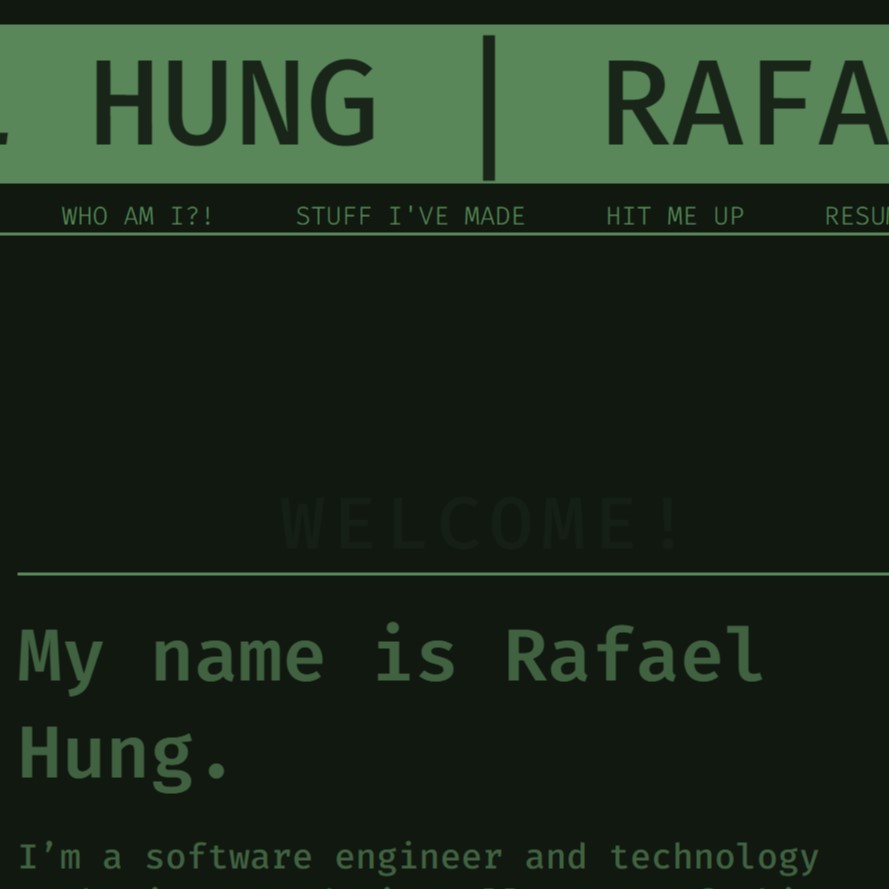 HUNG | RAFA
WHO AM I?! STUFF I'VE MADE HIT ME UP RESUM
WELCOME!
My name is Rafael
Hung.
I’m a software engineer and technology